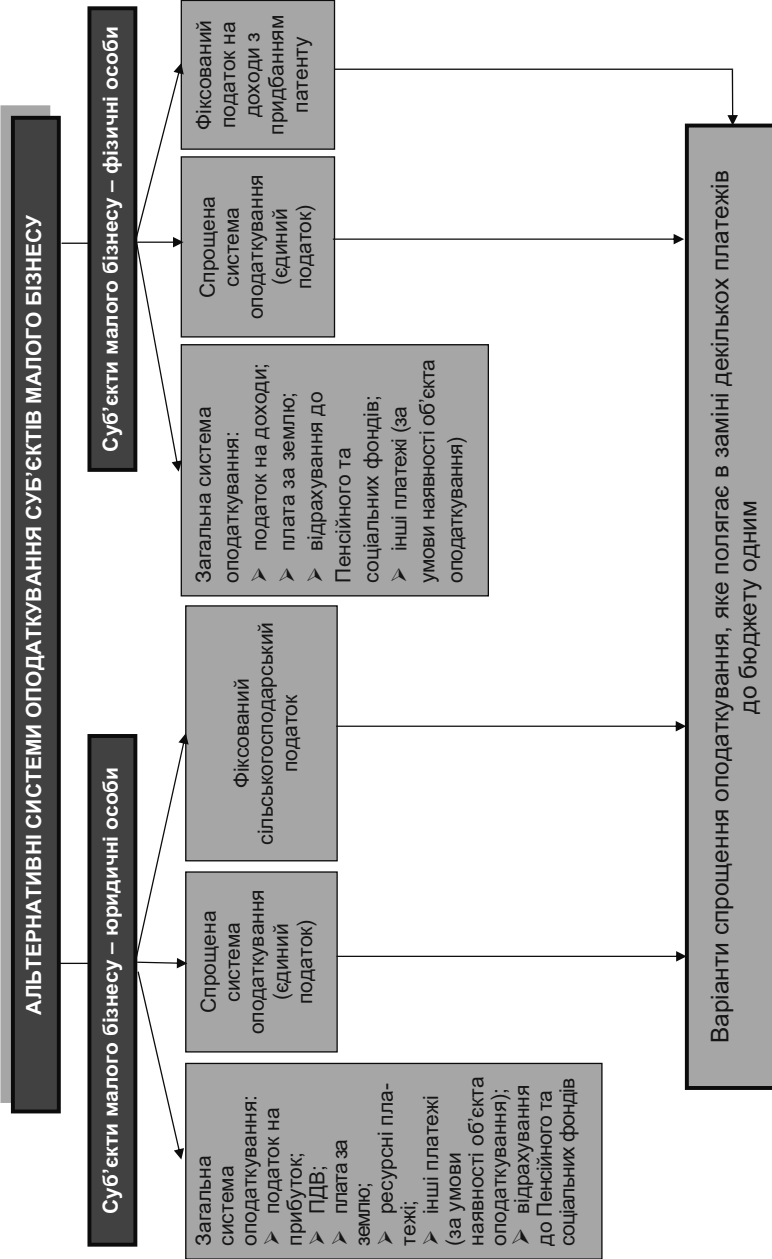 АЛЬТЕРНАТИВНІ СИСТЕМИ ОПОДАТКУВАННЯ СУБ’ЄКТІВ МАЛОГО БІЗНЕСУ
Суб’єкти малого бізнесу – юридичні особи
Загальна
система
оподаткування:
➢ податок на
прибуток;
➢ ПДВ;
➢ плата за
землю;
➢ ресурсні пла-
тежі;
➢ інші платежі
(за умови
наявності об’єкта
оподаткування);
➢ відрахування
до Пенсійного та
соціальних фондів
Спрощена
система
оподаткування
(єдиний
податок)
Фіксований
сільськогосподарський
податок
Суб’єкти малого бізнесу – фізичні особи
Загальна система
оподаткування:
➢ податок на доходи;
➢ плата за землю;
➢ відрахування до
Пенсійного та
соціальних фондів;
➢ інші платежі (за
умови наявності об’єкта
оподаткування)
Спрощена
система
оподаткування
(єдиний
податок)
Фіксований
податок на
доходи з
придбанням
патенту
Варіанти спрощення оподаткування, яке полягає в заміні декількох платежів
до бюджету одним